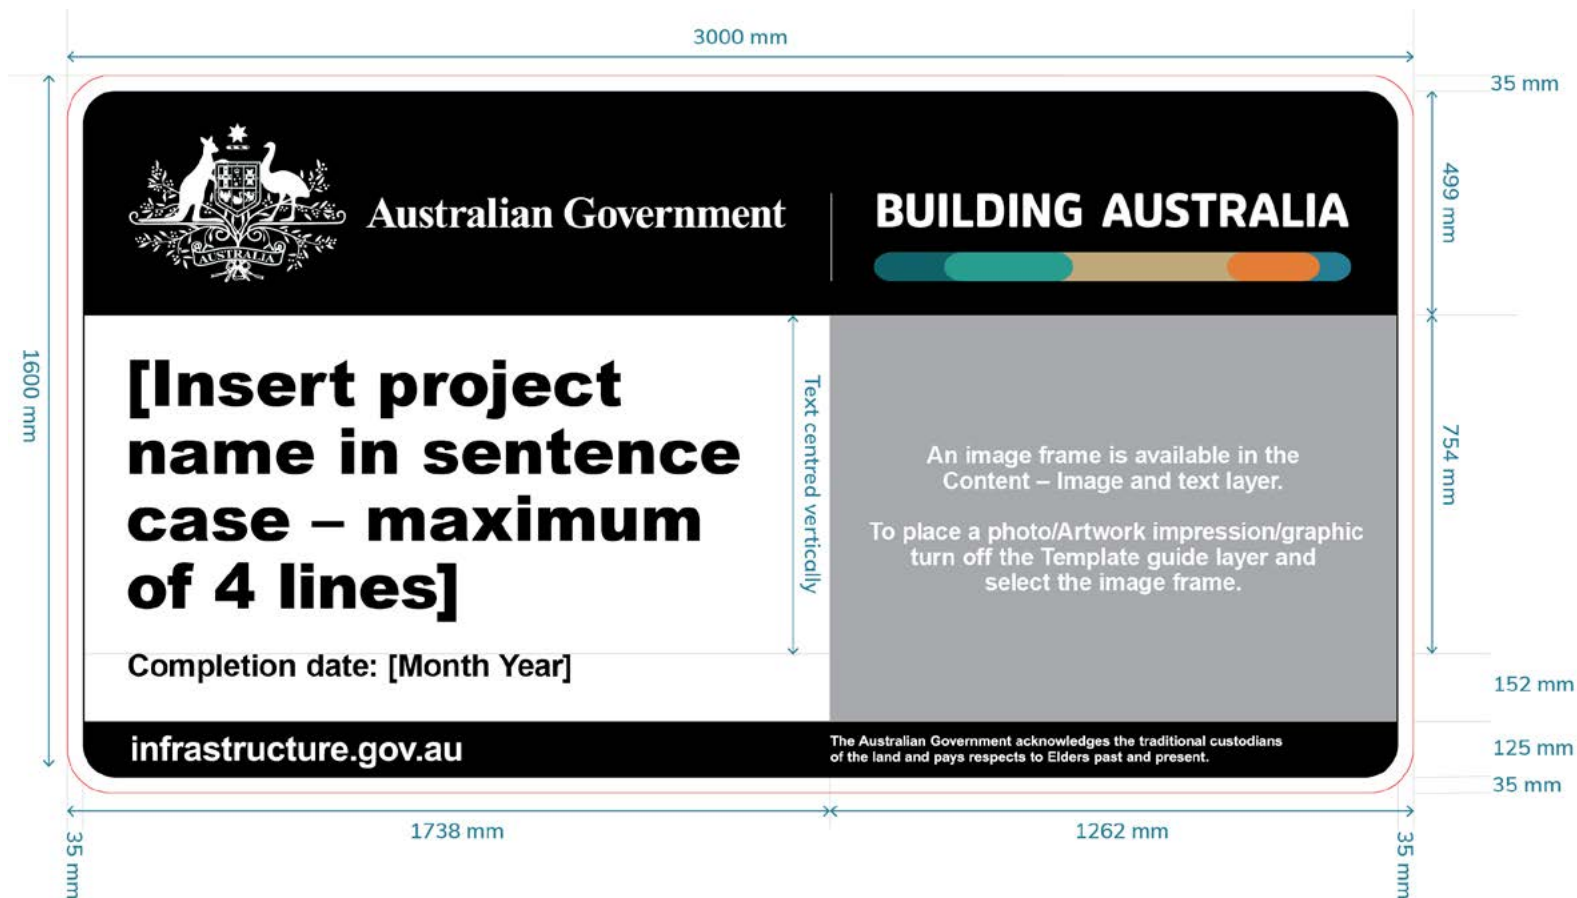 3000 mm
35 mm
AUSTRALIA
Australian Government
BUILDING AUSTRALIA
499 mm
1600 mm
[Insert project
name in sentence
case – maximum
of 4 lines]
Text centred vertically
An image frame is available in the
Content – Image and text layer.
To place a photo/Artwork impression/graphic
turn off the Template guide layer and
select the image frame.
754 mm
Completion date: [Month Year]
152 mm
infrastructure.gov.au
The Australian Government acknowledges the traditional custodians
of the land and pays respects to Elders past and present.
125 mm
35 mm
35 mm
1738 mm
1262 mm
35 mm